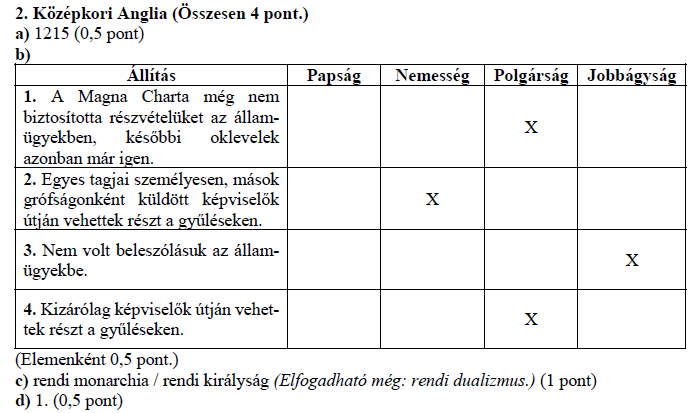 2. Középkori Anglia (Összesen 4 pont.)
a) 1215 (0,5 pont)
b)
Állítás Papság Nemesség Polgárság Jobbágyság
1. A Magna Charta még nem
biztosította részvételüket az állam-
ügyekben, későbbi oklevelek
azonban már igen.
X
2. Egyes tagjai személyesen, mások
grófságonként küldött képviselők
útján vehettek részt a gyűléseken.
X
3. Nem volt beleszólásuk az állam-
ügyekbe.
X
4. Kizárólag képviselők útján vehet-
tek részt a gyűléseken.
X
(Elemenként 0,5 pont.)
c) rendi monarchia / rendi királyság (Elfogadható még: rendi dualizmus.) (1 pont)
d) 1. (0,5 pont)